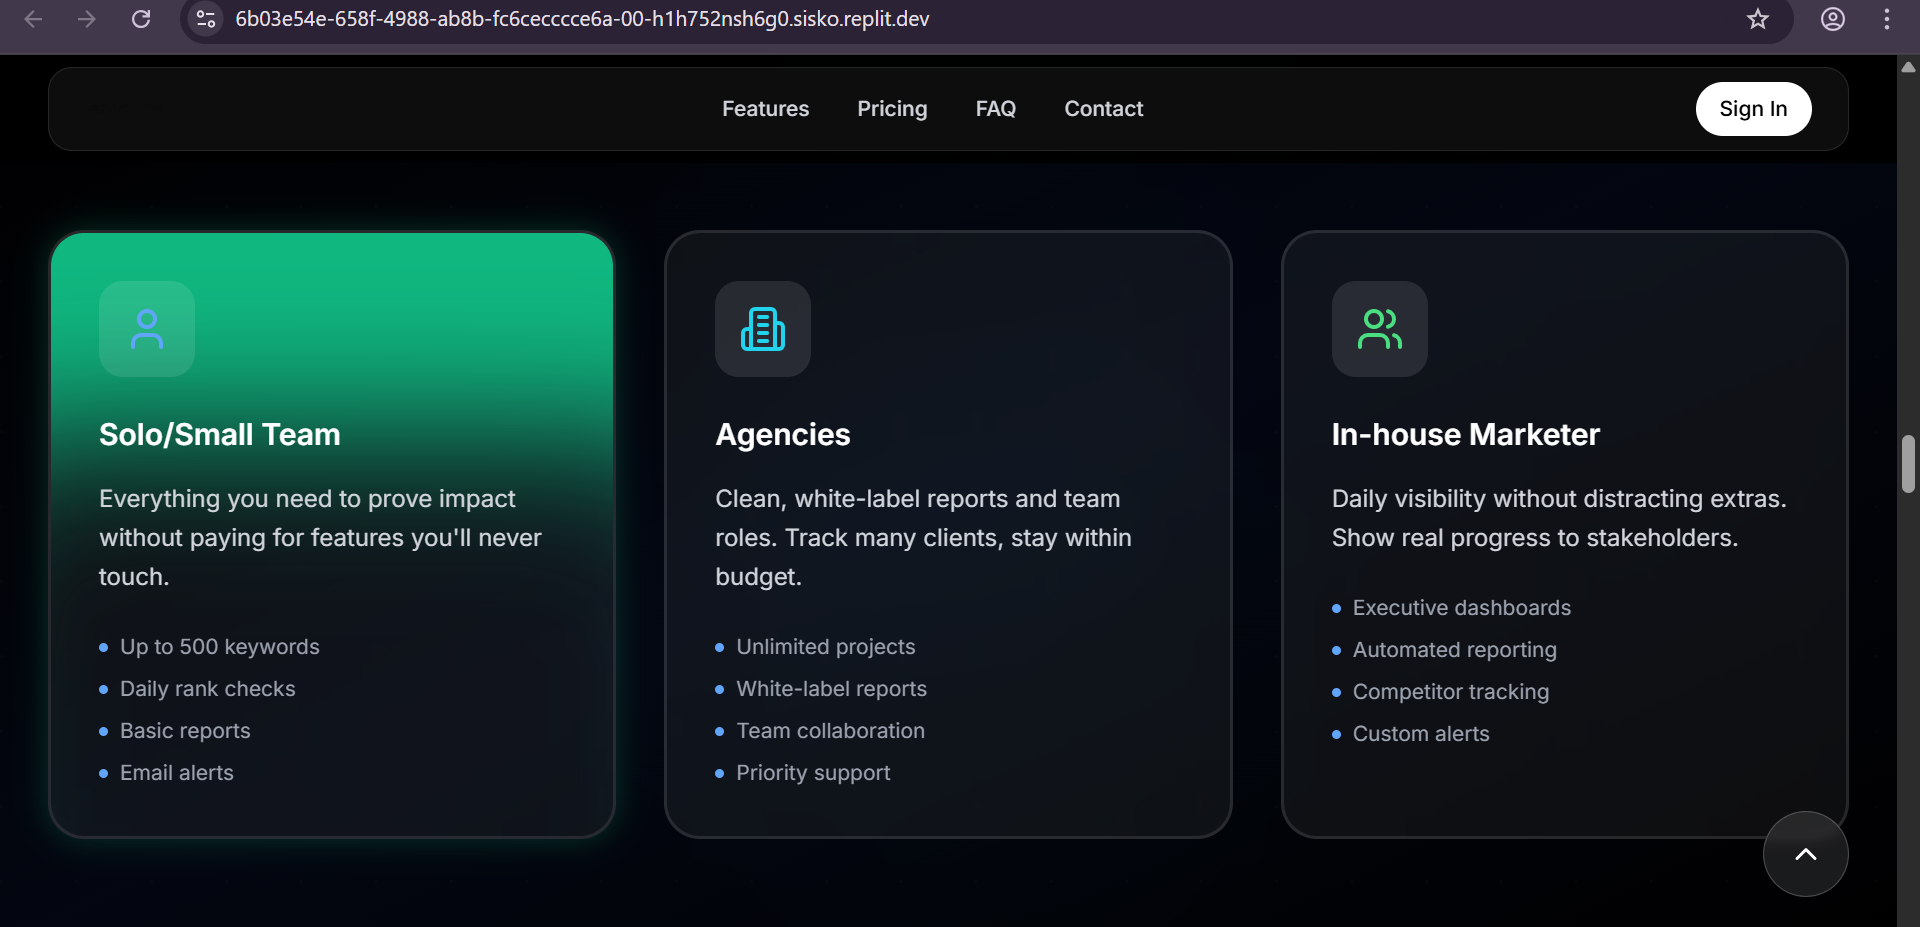 6b03e54e-658f-4988-ab8b-fc6cecccce6a-00-h1h752nsh6g0.sisko.replit.dev
Features
Pricing
FAQ
Contact
Sign In
Solo/Small Team
Everything you need to prove impact
without paying for features you'll never
touch.
Up to 500 keywords
Daily rank checks
Basic reports
Email alerts
Agencies
Clean, white-label reports and team
roles. Track many clients, stay within
budget.
Unlimited projects
White-label reports
Team collaboration
Priority support
In-house Marketer
Daily visibility without distracting extras.
Show real progress to stakeholders.
Executive dashboards
Automated reporting
Competitor tracking
Custom alerts